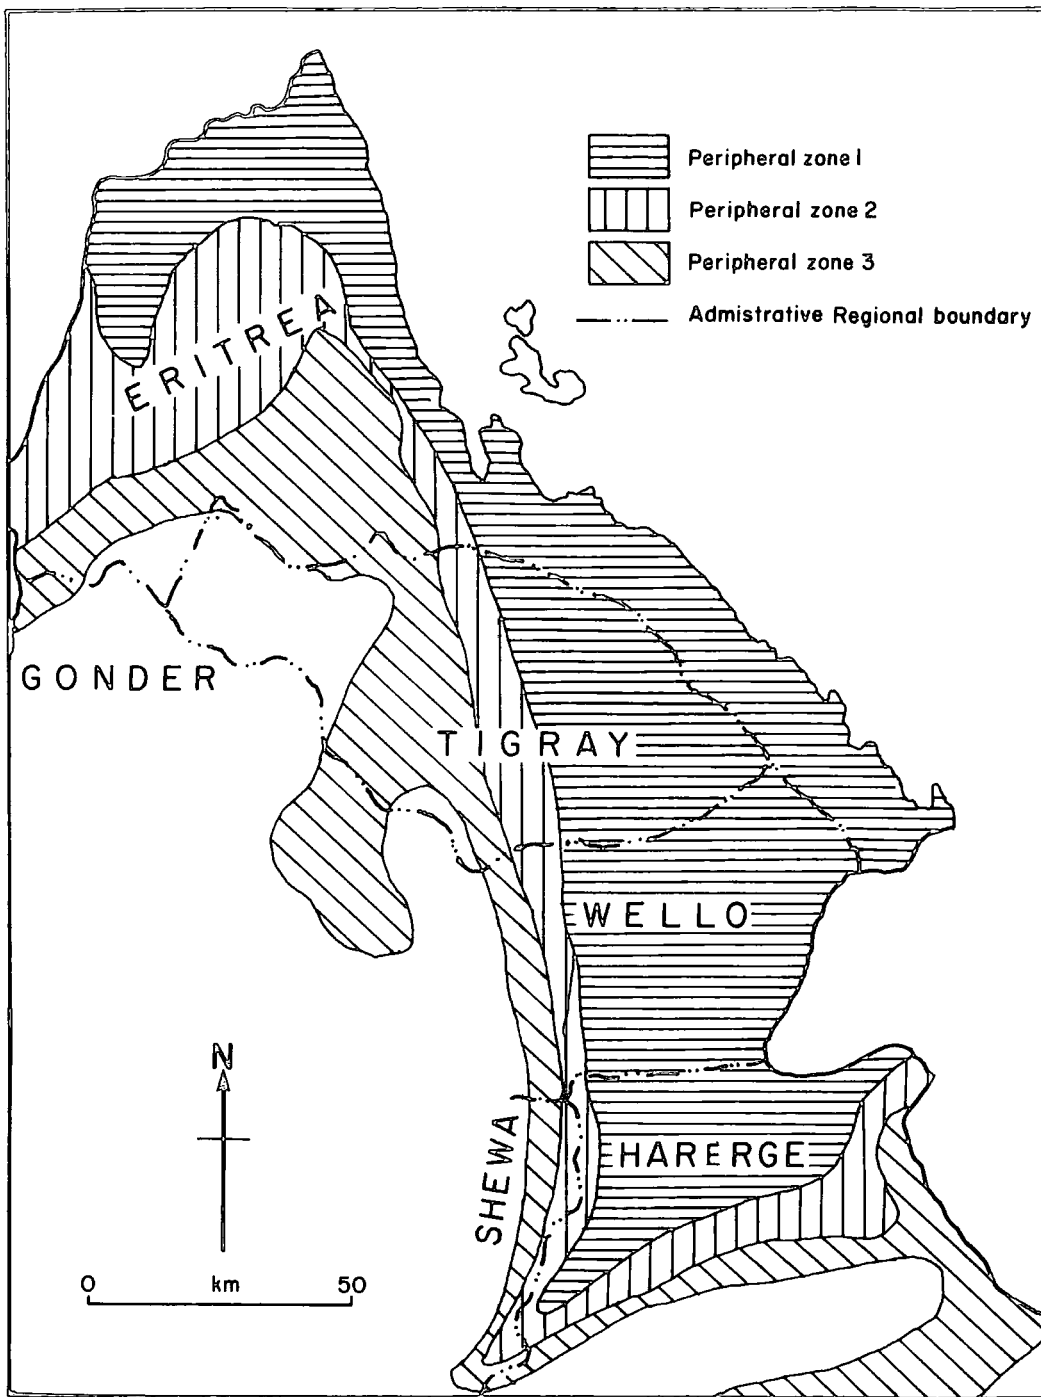 Peripheral zone 1
Peripheral zone 2
Peripheral zone 3
Admistrative Regional boundary
ERITREA
GONDER
TIGRAY
WELLO
N
SHEWA
HARERGE
0 km 50